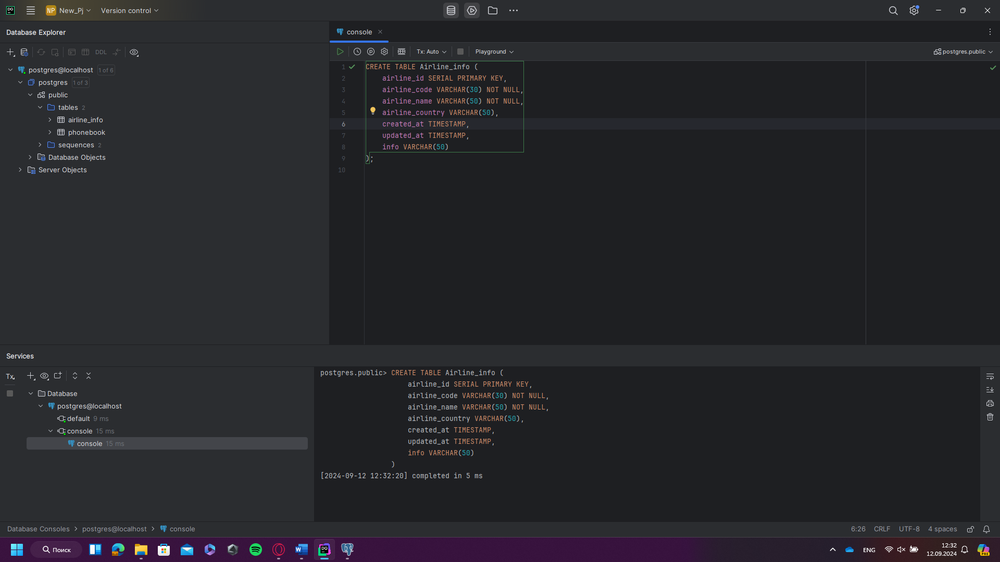 DG
NP New_Pj Version control
Database Explorer
console
DDL
Tx: Auto Playground postgres.public
postgres@localhost 1 of 6
postgres 1 of 3
public
tables 2
airline_info
phonebook
sequences 2
Database Objects
Server Objects
1 CREATE TABLE Airline_info (
2 airline_id SERIAL PRIMARY KEY,
3 airline_code VARCHAR(30) NOT NULL,
4 airline_name VARCHAR(50) NOT NULL,
5 airline_country VARCHAR(50),
6 created_at TIMESTAMP,
7 updated_at TIMESTAMP,
8 info VARCHAR(50)
9 );
10
Services
Tx
Database
postgres@localhost
default 9 ms
console 15 ms
console 15 ms
postgres.public> CREATE TABLE Airline_info (
airline_id SERIAL PRIMARY KEY,
airline_code VARCHAR(30) NOT NULL,
airline_name VARCHAR(50) NOT NULL,
airline_country VARCHAR(50),
created_at TIMESTAMP,
updated_at TIMESTAMP,
info VARCHAR(50)
)
[2024-09-12 12:32:20] completed in 5 ms
Database Consoles > postgres@localhost > console
6:26 CRLF UTF-8 4 spaces
Поиск
W
DG
ENG
12:32
12.09.2024
PRE